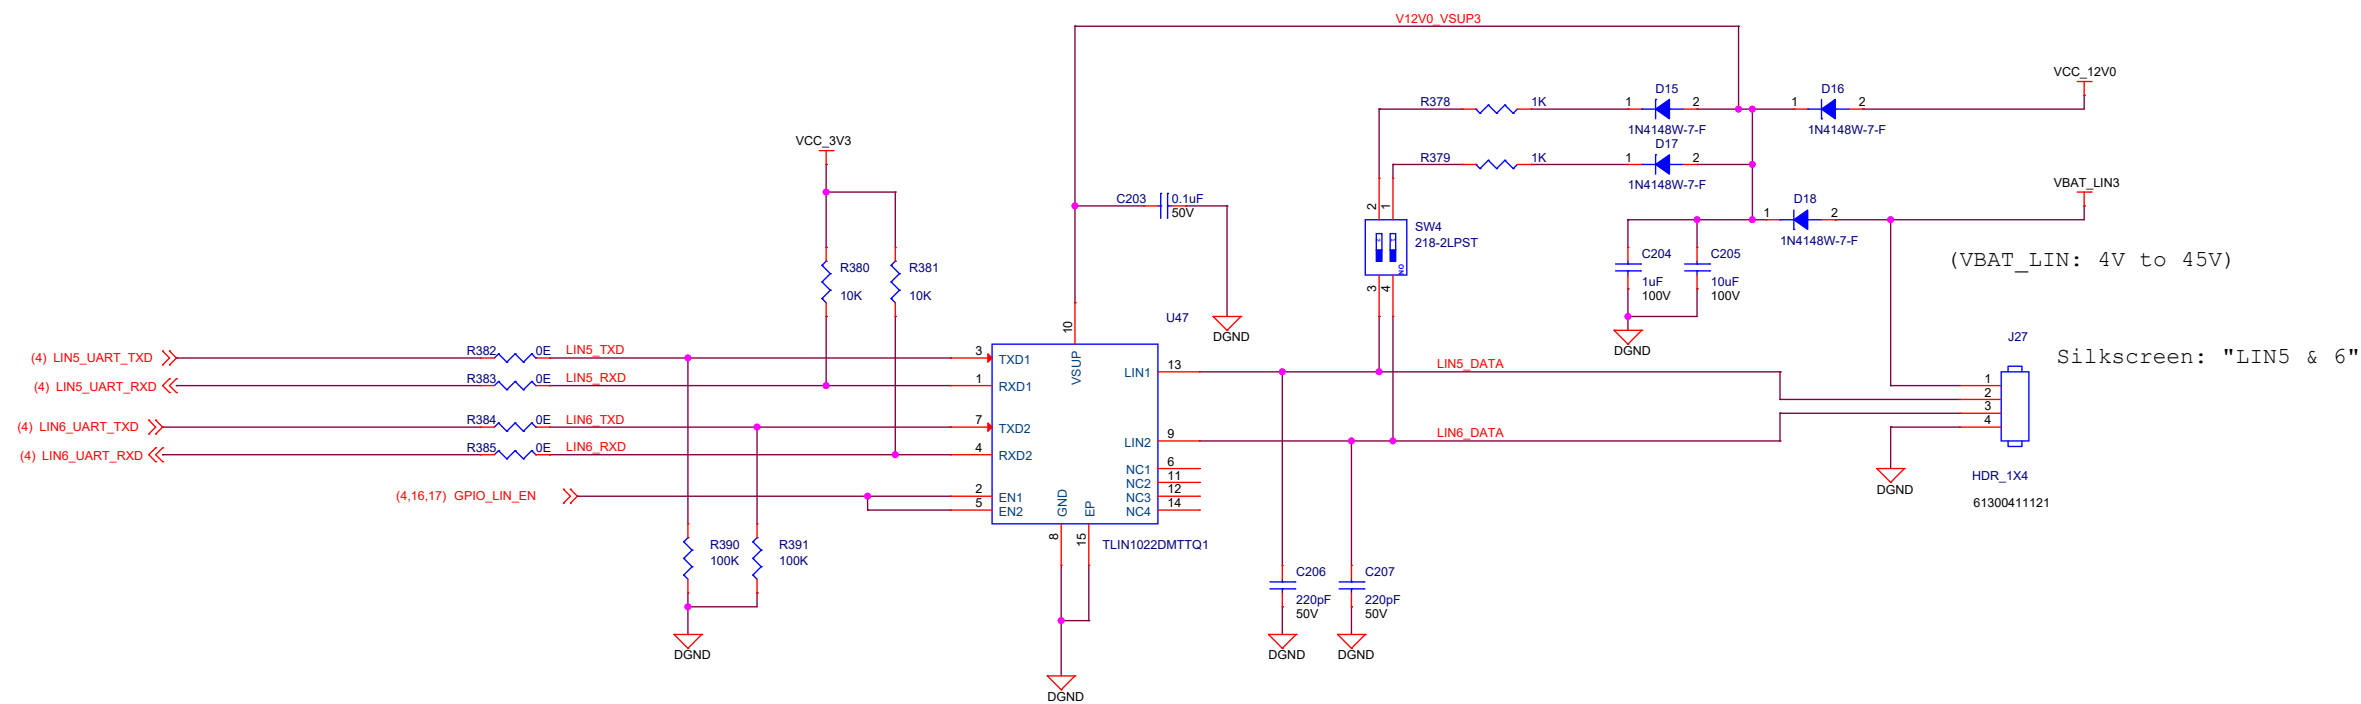 V12V0_VSUP3
VCC_12V0
D15
D16
R378
1K
1
2
1
2
1N4148W-7-F
1N4148W-7-F
VCC_3V3
D17
R379
1K
1
2
1N4148W-7-F
VBAT_LIN3
C203
0.1uF
50V
2
1
D18
1
2
1N4148W-7-F
SW4
218-2LPST
ON
C204
1uF
100V
C205
10uF
100V
(VBAT_LIN: 4V to 45V)
R380
10K
R381
10K
3
4
DGND
DGND
U47
10
J27
Silkscreen: "LIN5 & 6"
(4) LIN5_UART_TXD
R382
0E
LIN5_TXD
3
TXD1
VSUP
LIN1
13
LIN5_DATA
(4) LIN5_UART_RXD
R383
0E
LIN5_RXD
1
RXD1
1
2
3
4
(4) LIN6_UART_TXD
R384
0E
LIN6_TXD
7
TXD2
LIN2
9
LIN6_DATA
(4) LIN6_UART_RXD
R385
0E
LIN6_RXD
4
RXD2
NC1
6
NC2
11
NC3
12
NC4
14
(4,16,17) GPIO_LIN_EN
2
EN1
5
EN2
GND
EP
8
15
TLIN1022DMTTQ1
DGND
HDR_1X4
61300411121
R390
100K
R391
100K
C206
220pF
50V
C207
220pF
50V
DGND
DGND
DGND
DGND